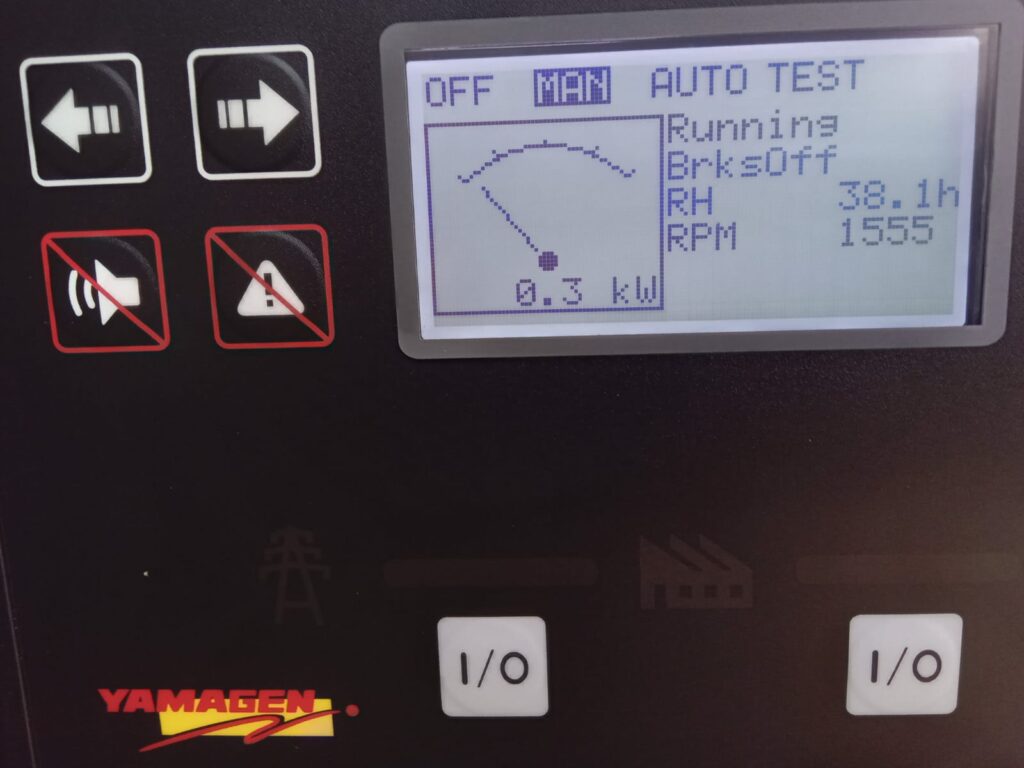 OFF MAN AUTO TEST
Running
BrksOff
RH 38.1h
RPM 1555
0.3 kW
I/O I/O
YAMAGEN